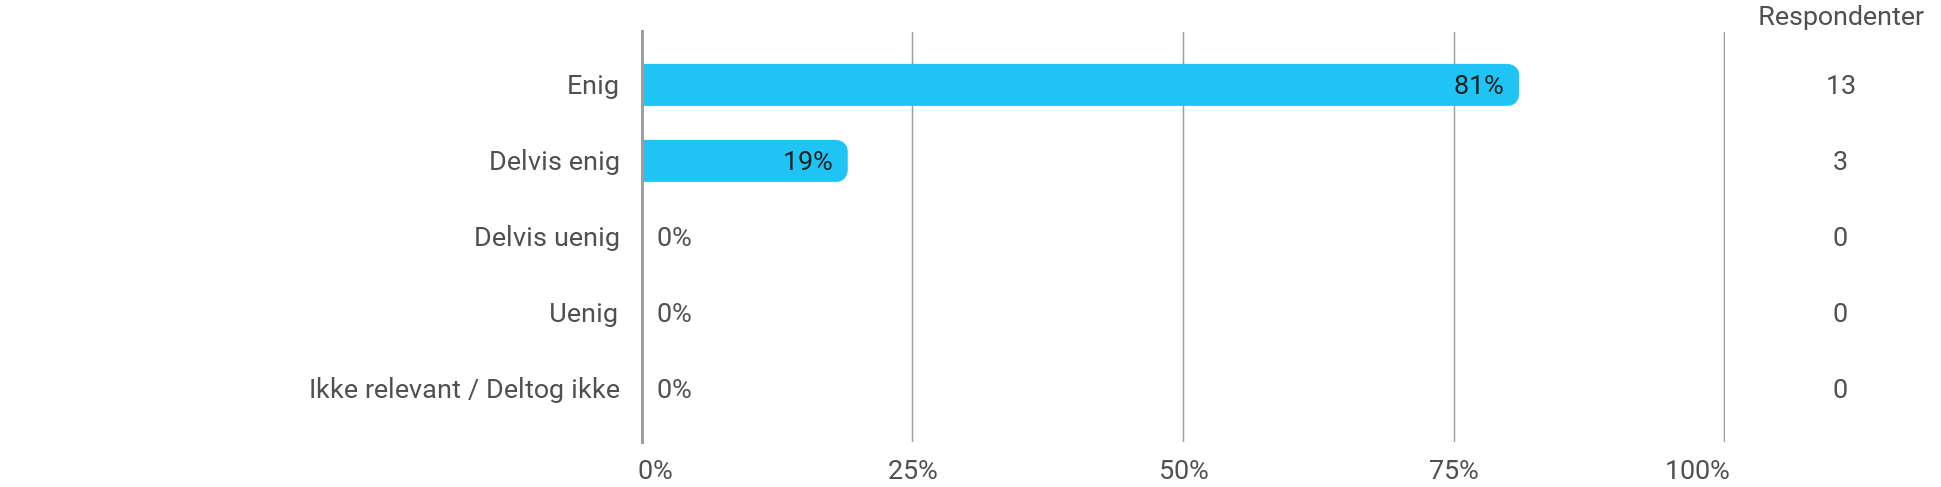 Respondenter
Enig 81% 13
Delvis enig 19% 3
Delvis uenig 0% 0
Uenig 0% 0
Ikke relevant / Deltog ikke 0% 0
0% 25% 50% 75% 100%